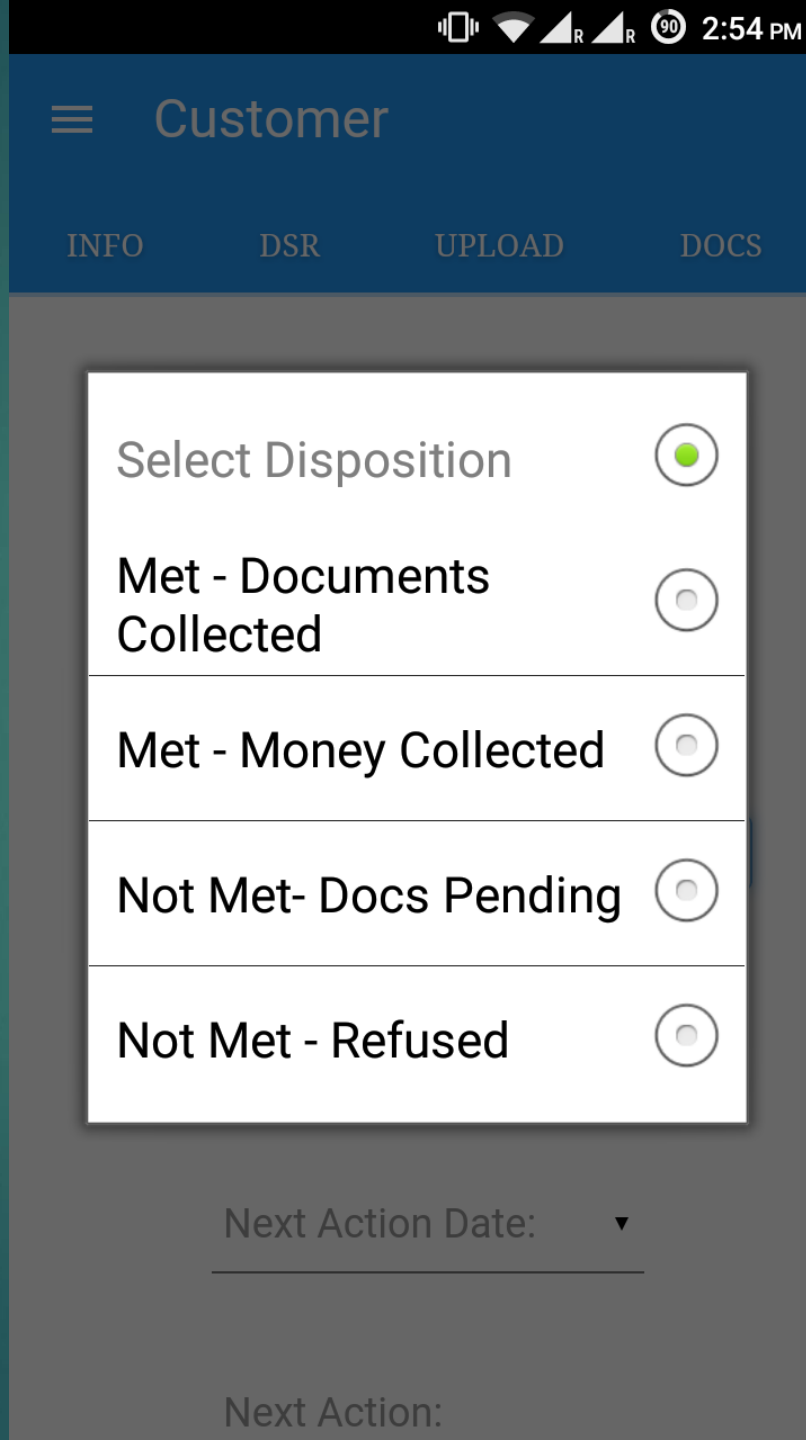 R R 90 2:54 PM
Customer
INFO DSR UPLOAD DOCS
Select Disposition
Met - Documents
Collected
Met - Money Collected
Not Met- Docs Pending
Not Met - Refused
Next Action Date:
Next Action: